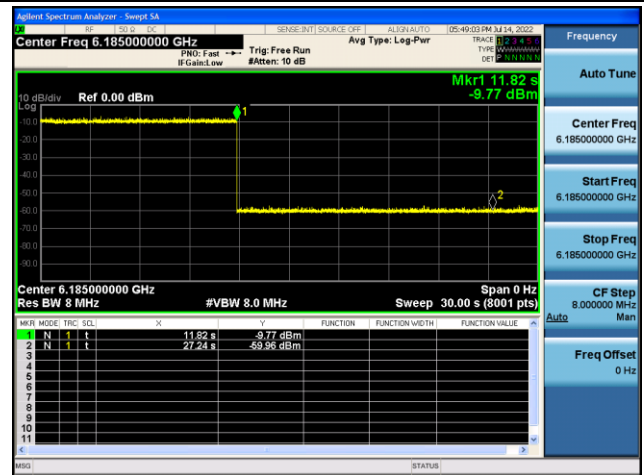 Agilent Spectrum Analyzer - Swept SA
RF 50 Ω DC SENSE:INT SOURCE OFF ALIGN AUTO 05:49:03 PM Jul 14, 2022
Center Freq 6.185000000 GHz
PNO: Fast
IFGain:Low
Trig: Free Run
#Atten: 10 dB
Avg Type: Log-Pwr
TRACE 1 2 3 4 5 6
TYPE
DET P N N N N N
Mkr1 11.82 s
-9.77 dBm
10 dB/div Ref 0.00 dBm
Log
1
-10.0
-20.0
-30.0
-40.0
-50.0
2
-60.0
-70.0
-80.0
-90.0
Center 6.185000000 GHz Span 0 Hz
Res BW 8 MHz #VBW 8.0 MHz Sweep 30.00 s (8001 pts)
MKR MODE TRC SCL X Y FUNCTION FUNCTION WIDTH FUNCTION VALUE
1 N 1 t 11.82 s -9.77 dBm
2 N 1 t 27.24 s -59.96 dBm
3
4
5
6
7
8
9
10
11
MSG STATUS
Frequency
Auto Tune
Center Freq
6.185000000 GHz
Start Freq
6.185000000 GHz
Stop Freq
6.185000000 GHz
CF Step
8.000000 MHz
Auto Man
Freq Offset
0 Hz